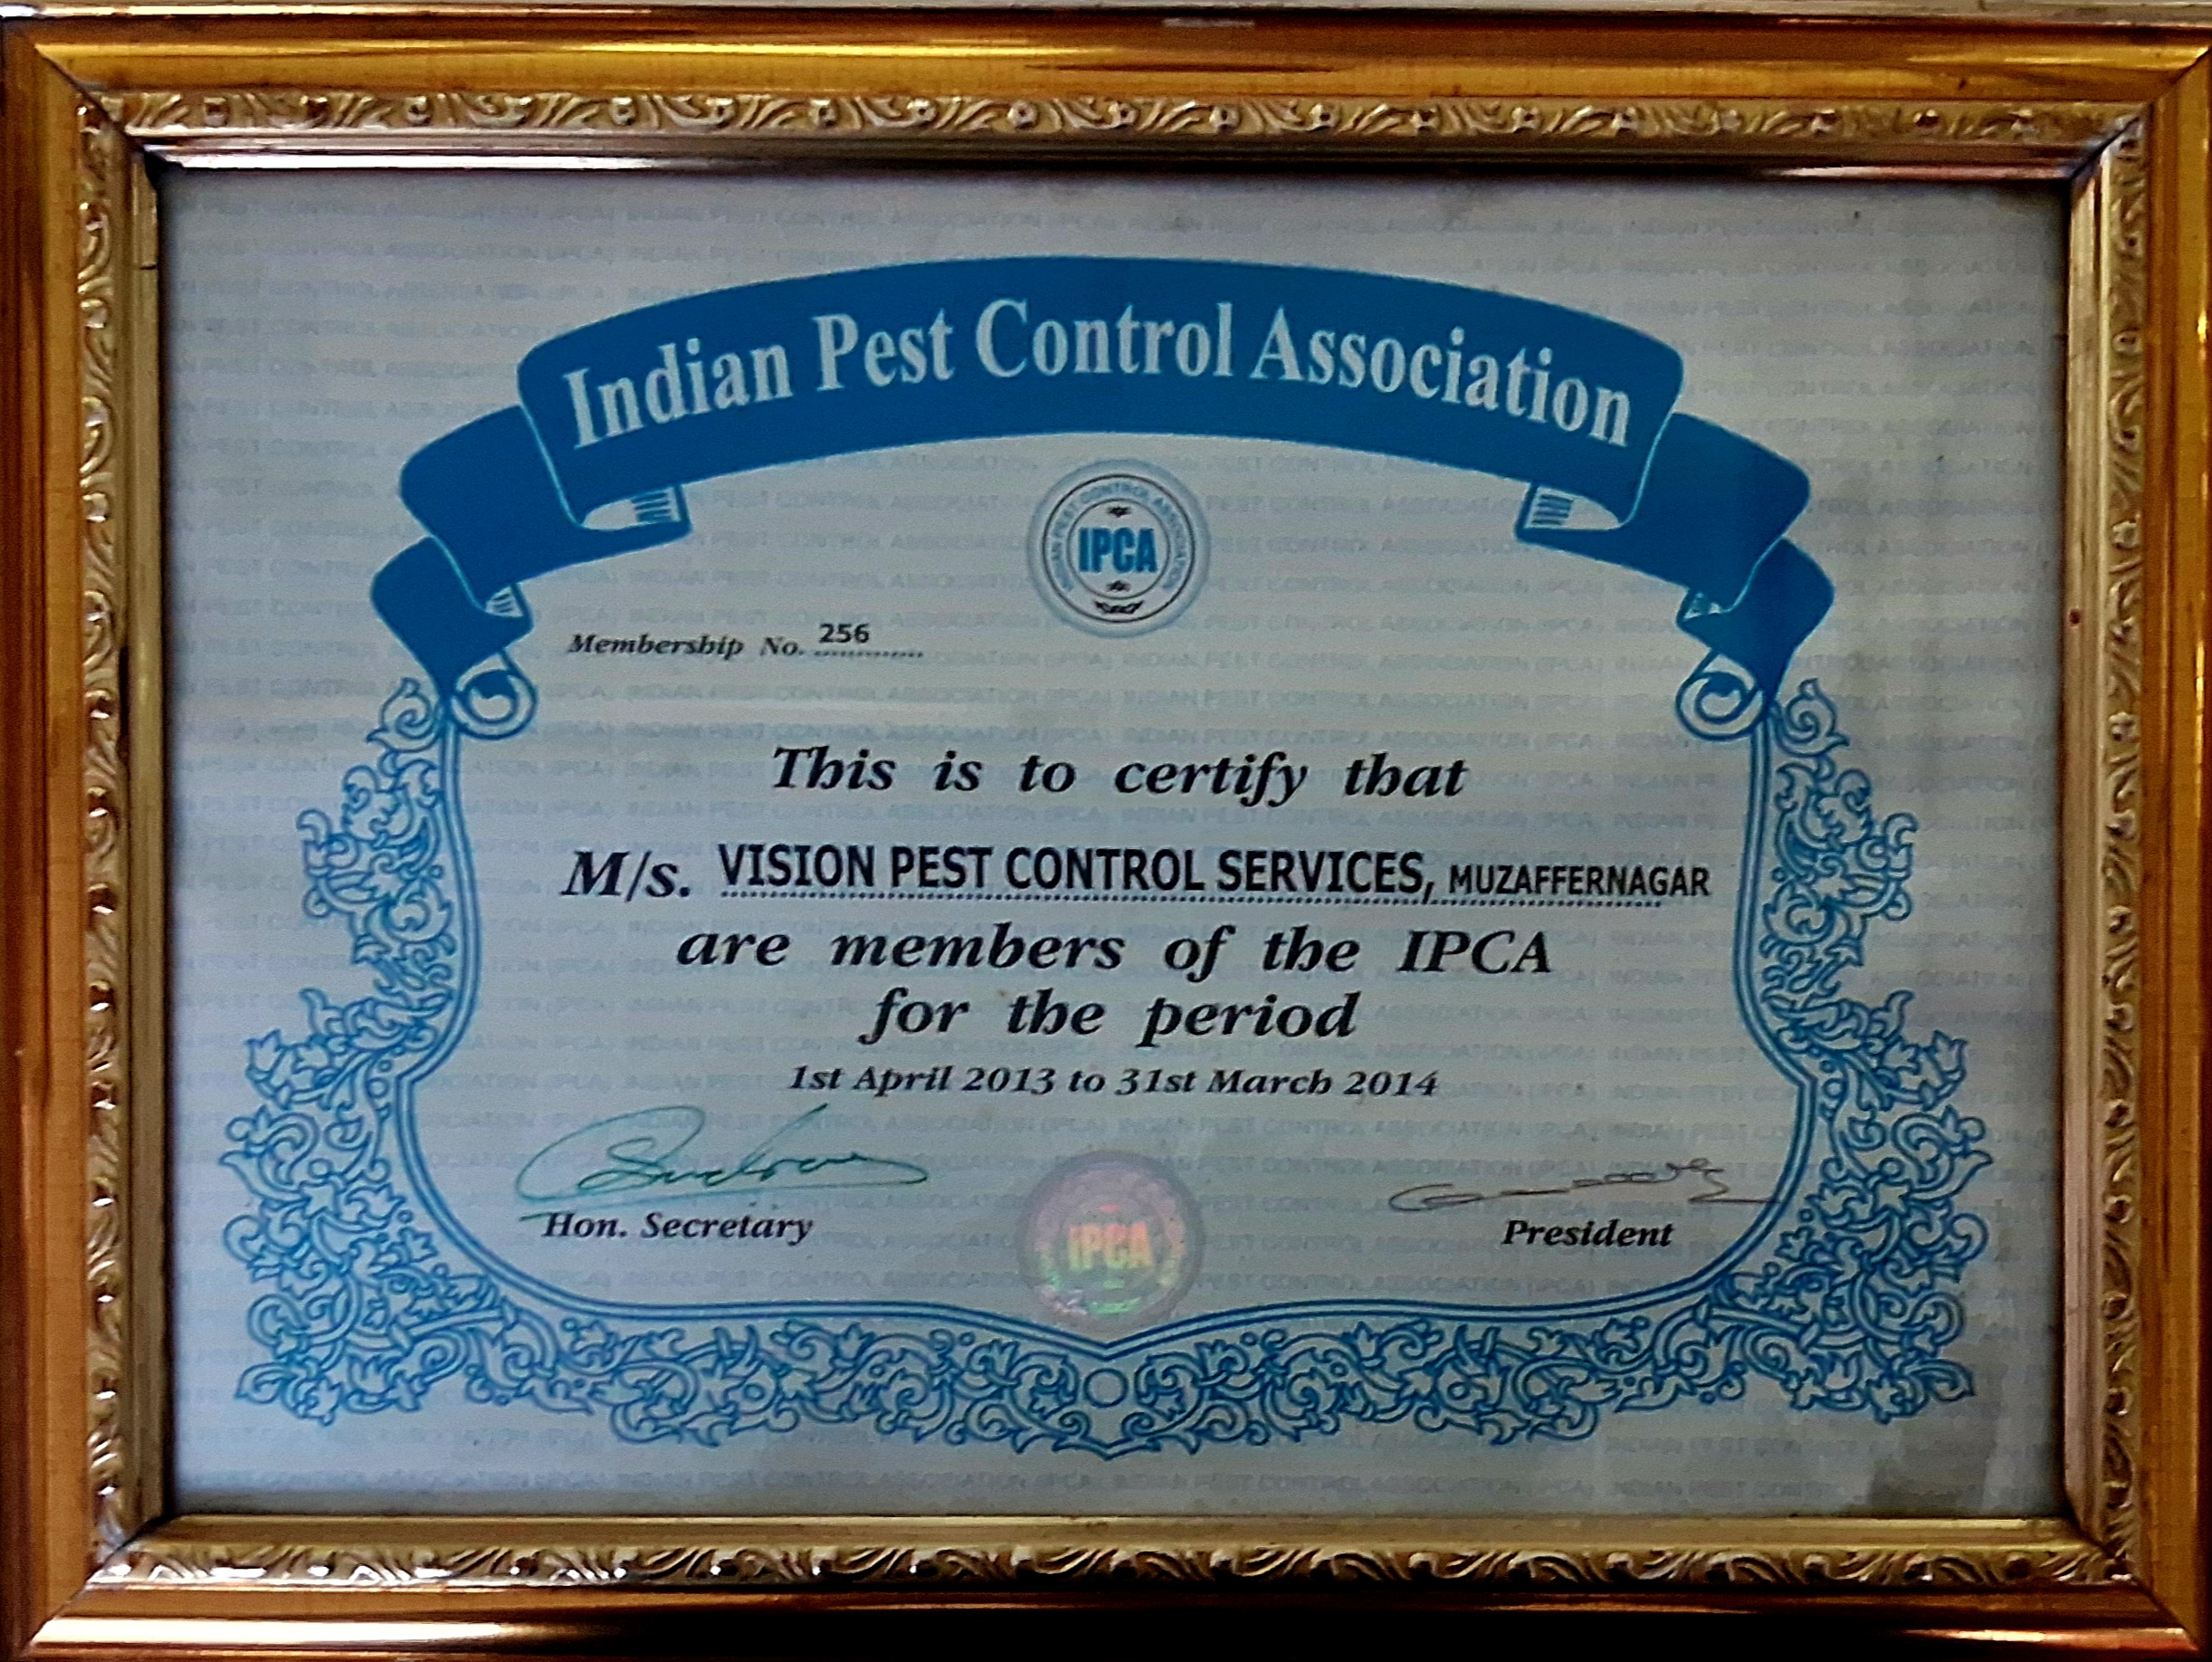 Indian Pest Control Association
INDIAN PEST CONTROL ASSOCIATION
IPCA
Membership No. 256
This is to certify that
M/s. VISION PEST CONTROL SERVICES, MUZAFFERNAGAR
are members of the IPCA
for the period
1st April 2013 to 31st March 2014
Hon. Secretary
IPCA
President